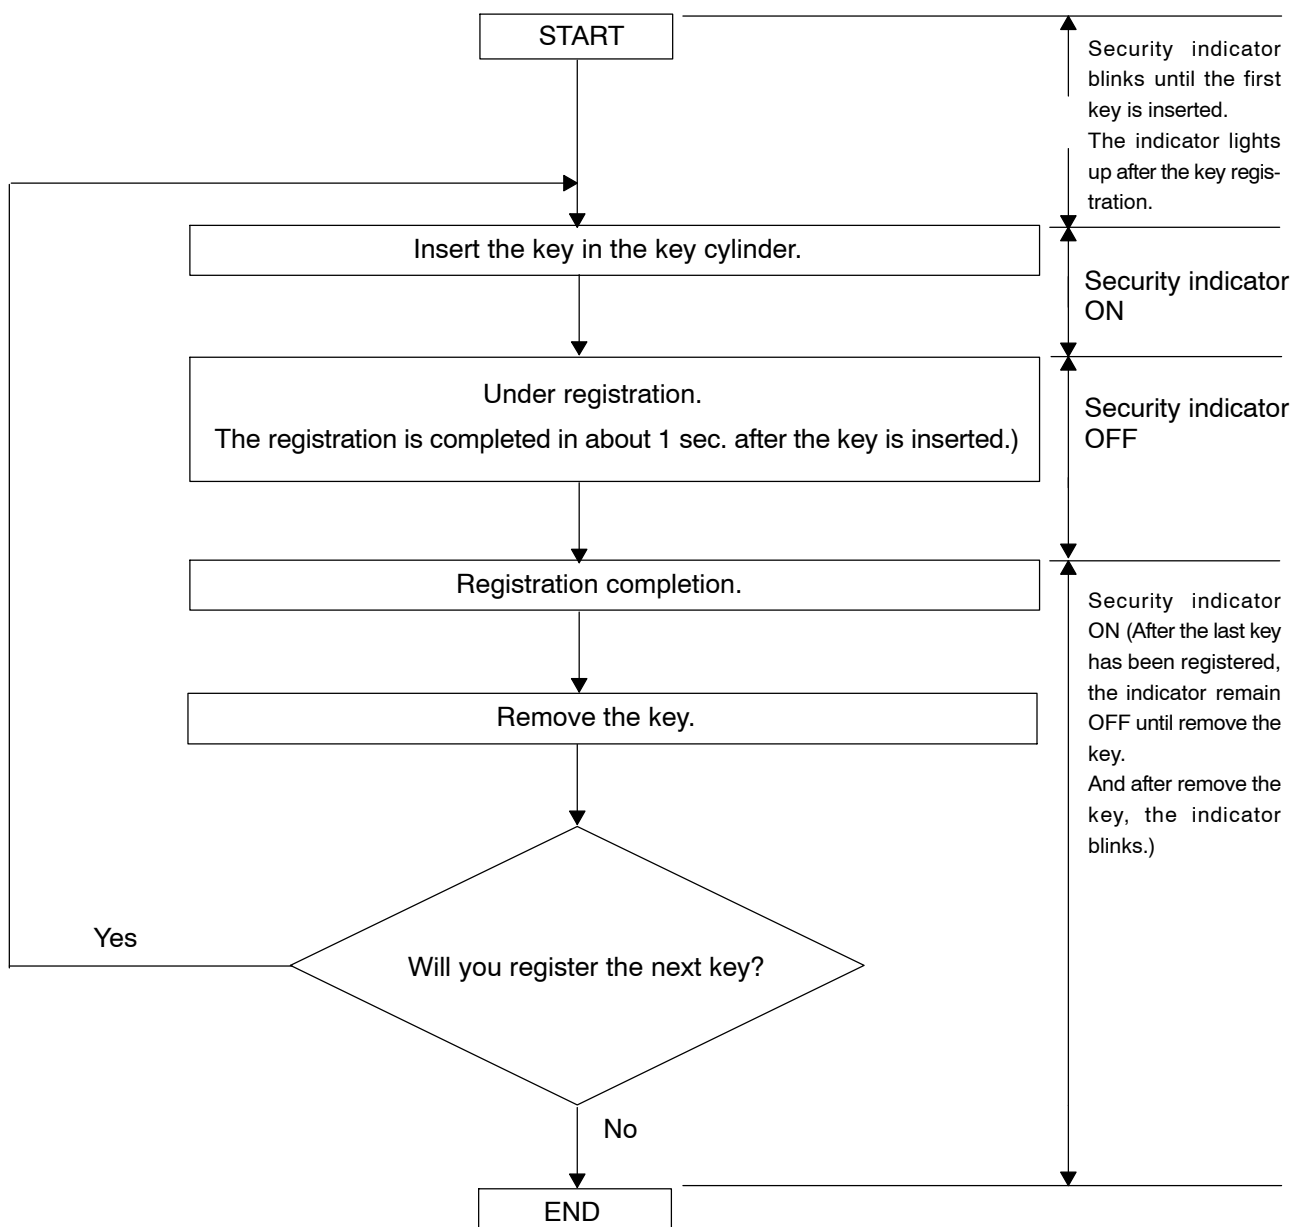 START
Security indicator
blinks until the first
key is inserted.
The indicator lights
up after the key regis-
tration.
Insert the key in the key cylinder.
Security indicator
ON
Under registration.
The registration is completed in about 1 sec. after the key is inserted.)
Security indicator
OFF
Registration completion.
Security indicator
ON (After the last key
has been registered,
the indicator remain
OFF until remove the
key.
And after remove the
key, the indicator
blinks.)
Remove the key.
Yes
Will you register the next key?
No
END